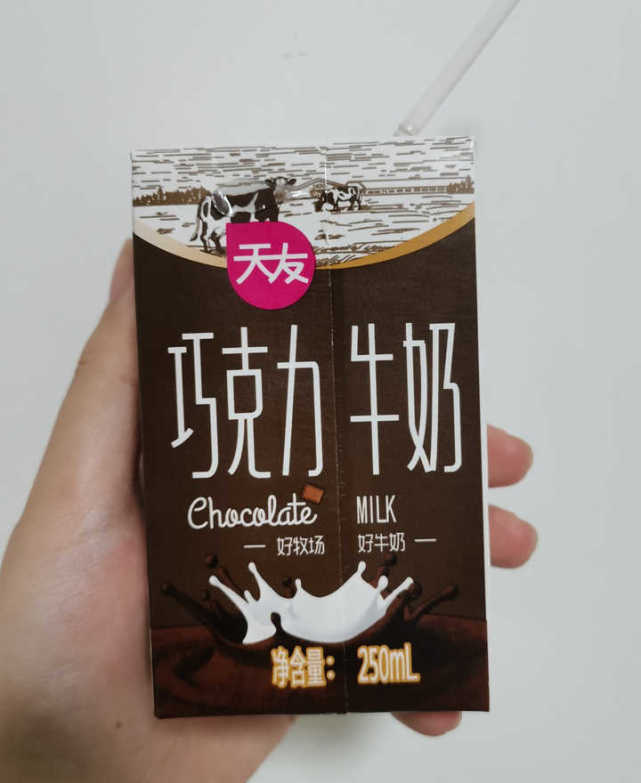 天友
巧克力牛奶
Chocolate MILK
— 好牧场 好牛奶 —
净含量: 250mL